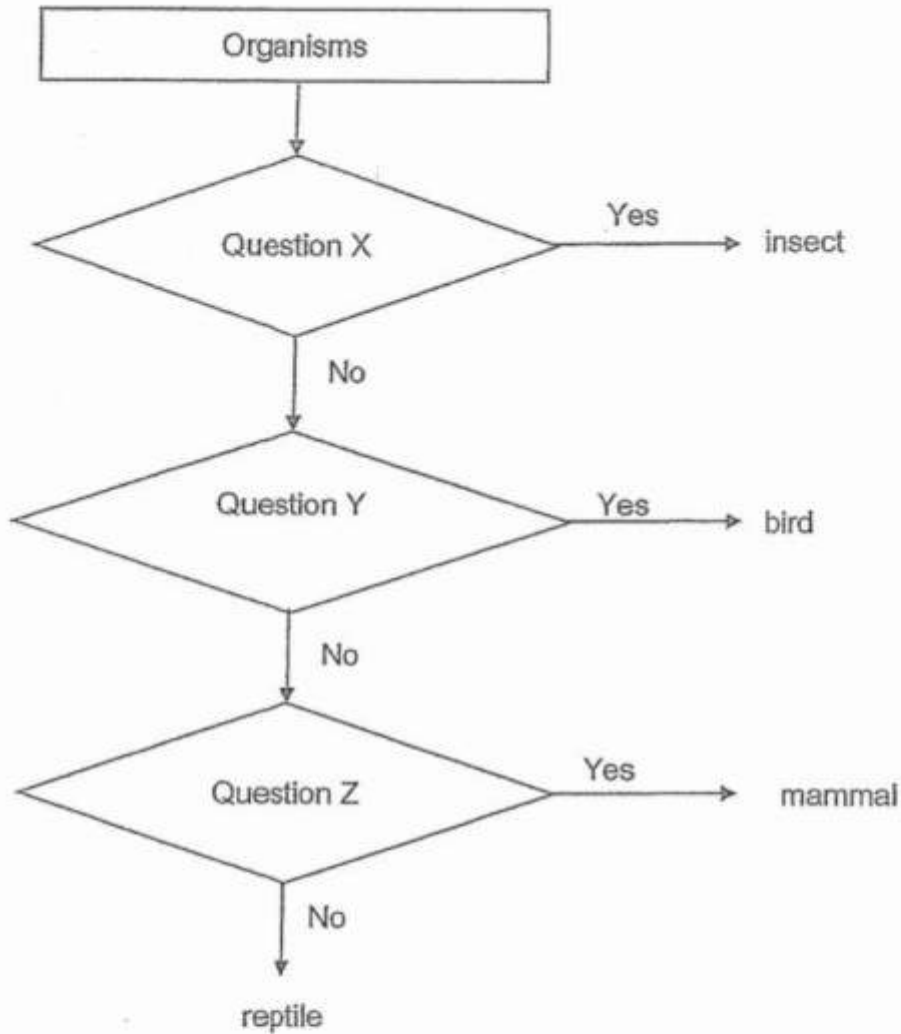 Organisms
Question X
Yes
insect
No
Question Y
Yes
bird
No
Question Z
Yes
mammal
No
reptile